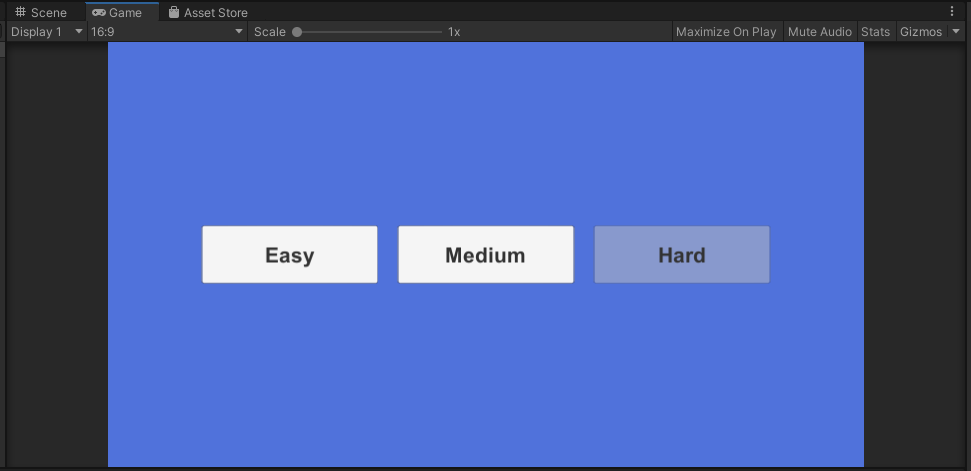 Scene Game Asset Store
Display 1 16:9 Scale 1x Maximize On Play Mute Audio Stats Gizmos
Easy Medium Hard